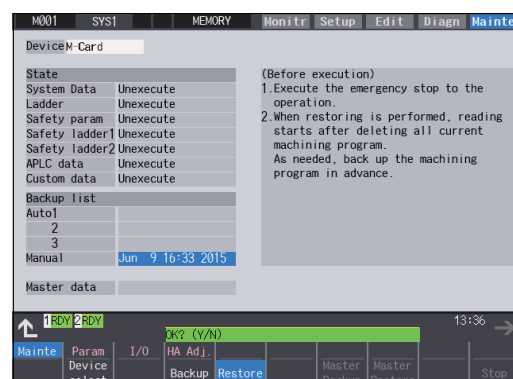 M001 SYS1 MEMORY Monitr Setup Edit Diagn Mainte
Device M-Card
State
System Data Unexecute
Ladder Unexecute
Safety param Unexecute
Safety ladder1 Unexecute
Safety ladder2 Unexecute
APLC data Unexecute
Custom data Unexecute
Backup list
Auto1
2
3
Manual Jun 9 16:33 2015
Master data
(Before execution)
1.Execute the emergency stop to the
operation.
2.When restoring is performed, reading
starts after deleting all current
machining program.
As needed, back up the machining
program in advance.
1RDY 2RDY 13:36
OK? (Y/N)
Mainte Param I/O HA Adj.
Device
select Backup Restore Master Master
Backup Restore Stop